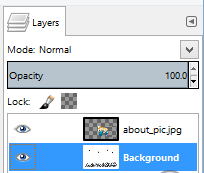 Layers
Mode: Normal
Opacity 100.0
Lock:
about_pic.jpg
Background